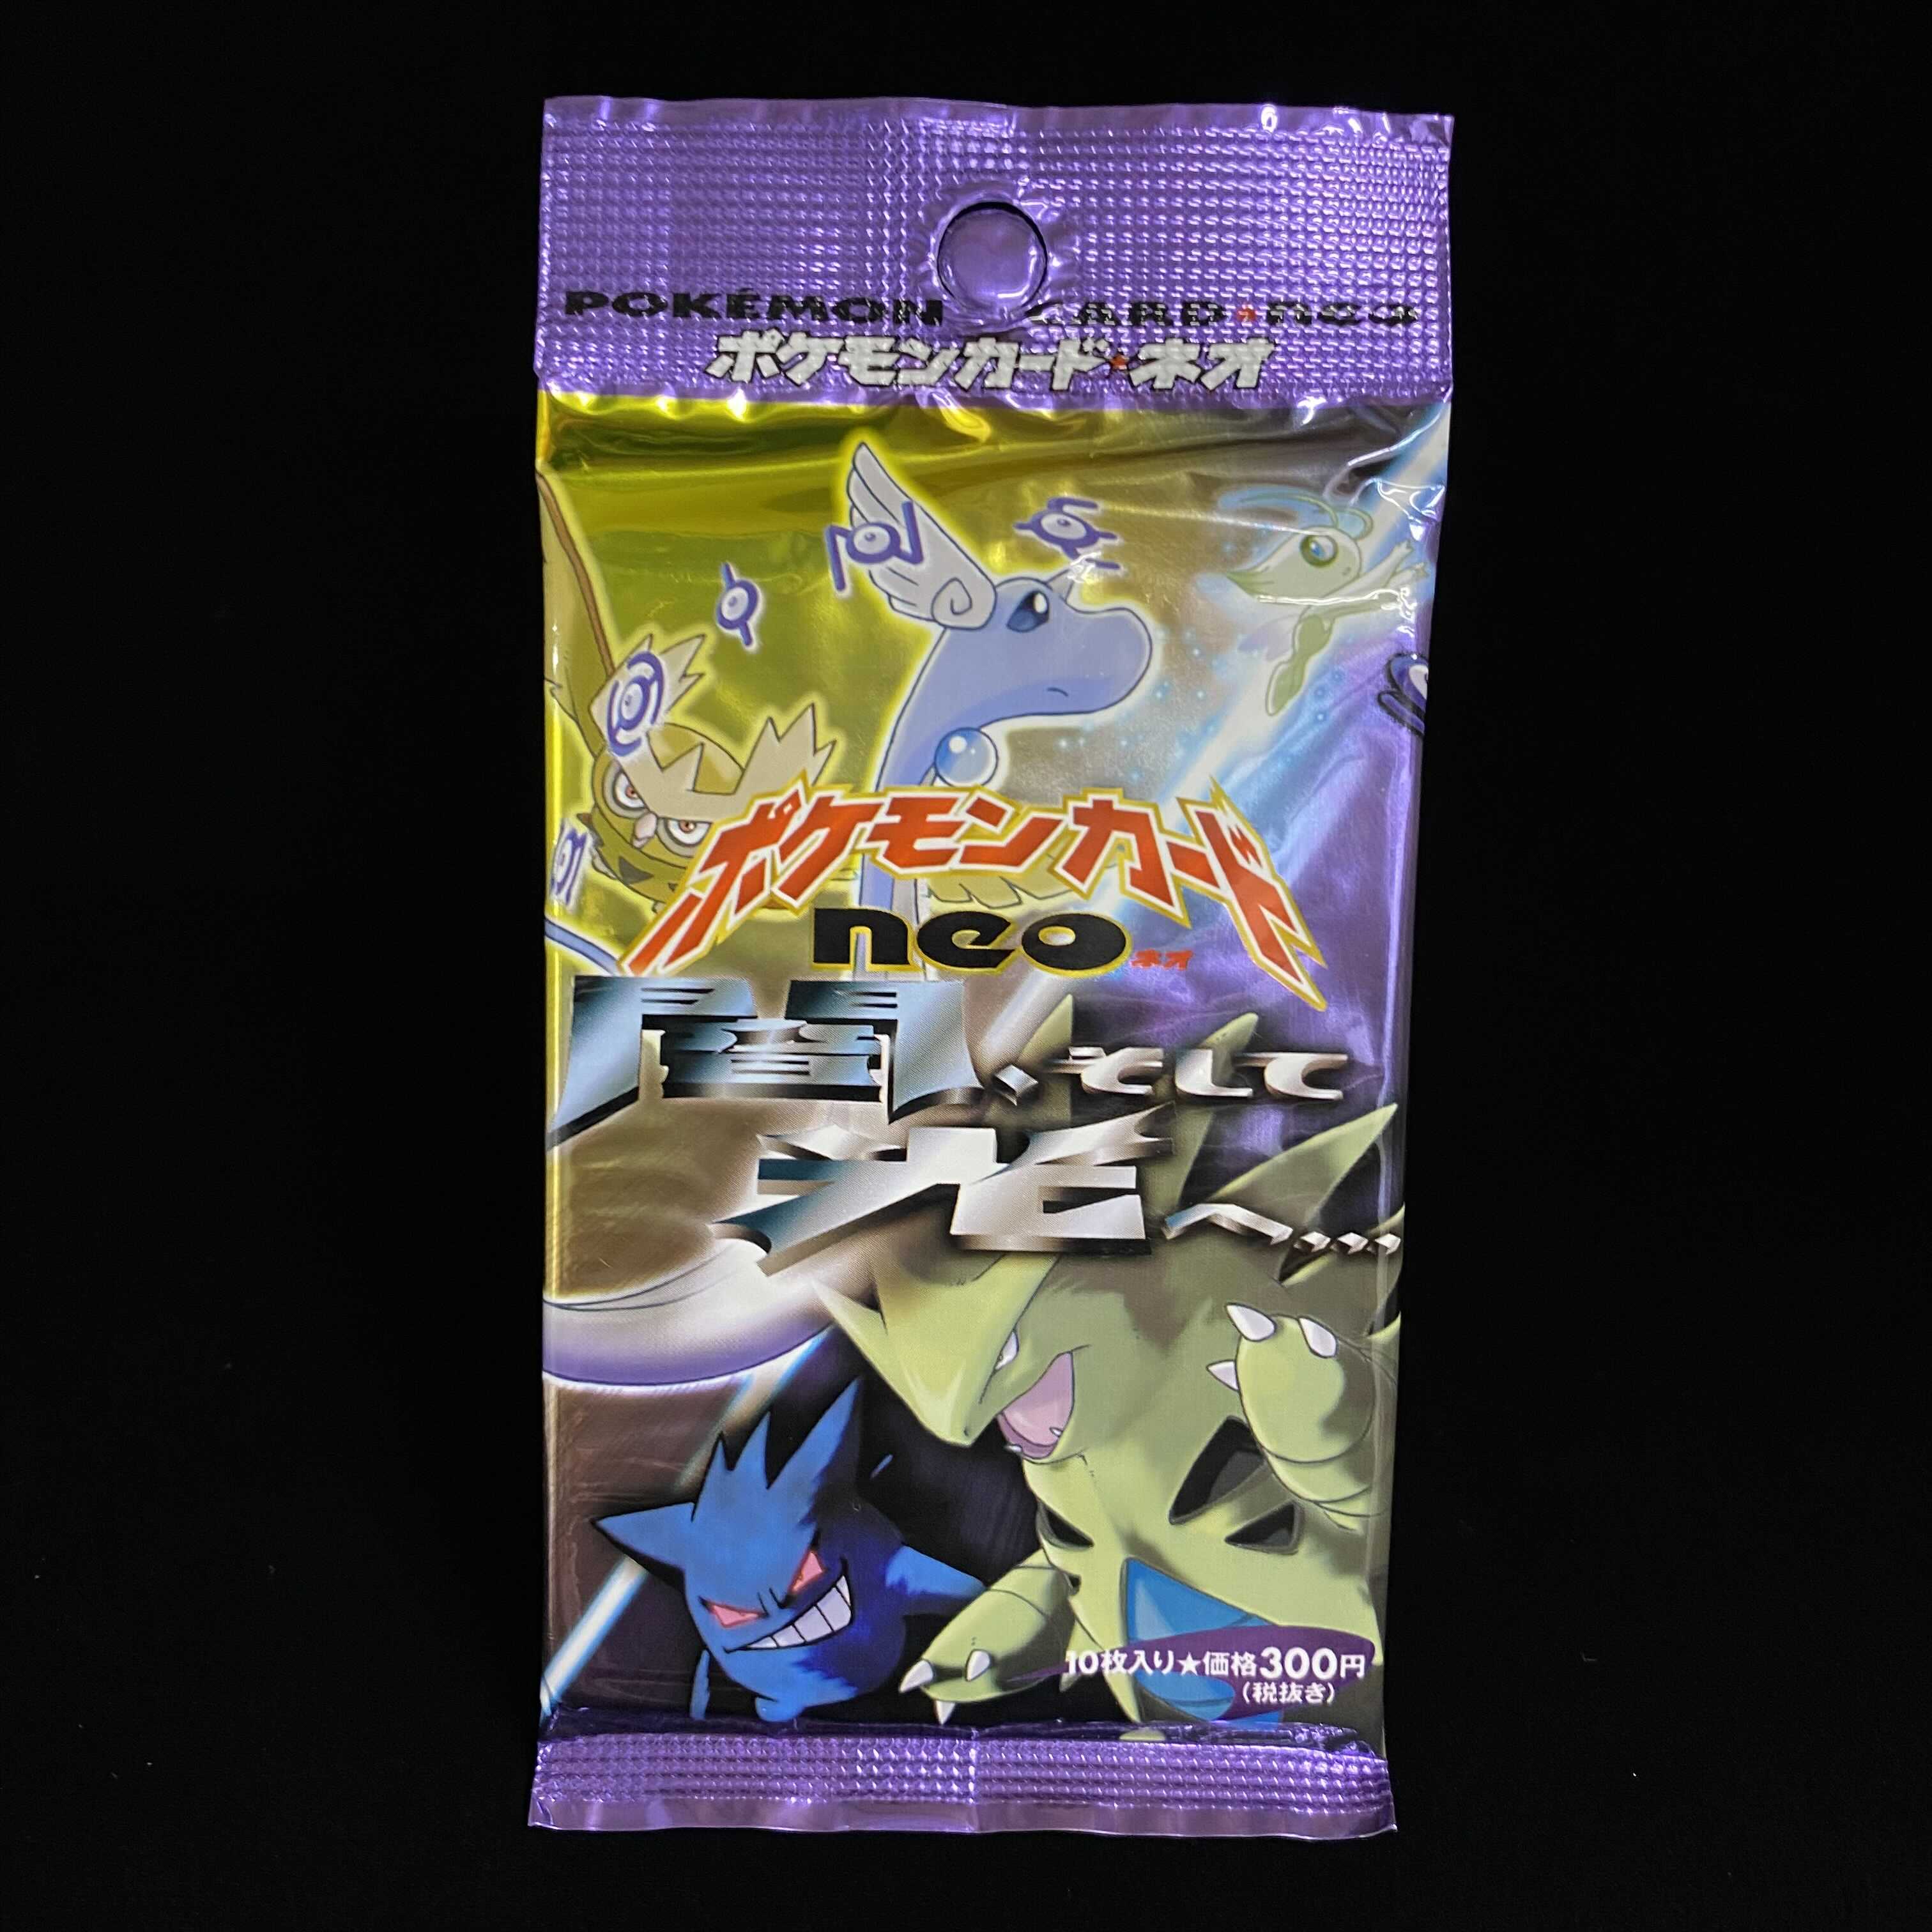 POKÉMON CARD★neo
ポケモンカード★ネオ
ポケモンカード
neo ネオ
闇、そして
光へ…
10枚入り★価格300円
(税抜き)